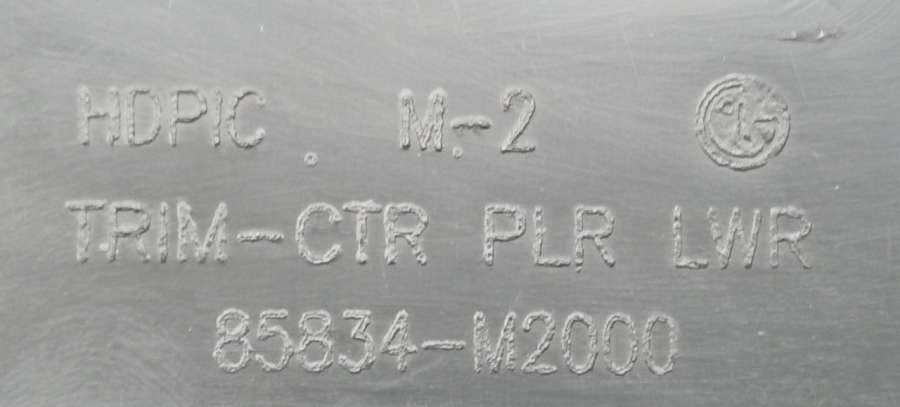 HDPIC M-2
TRIM-CTR PLR LWR
85834-M2000